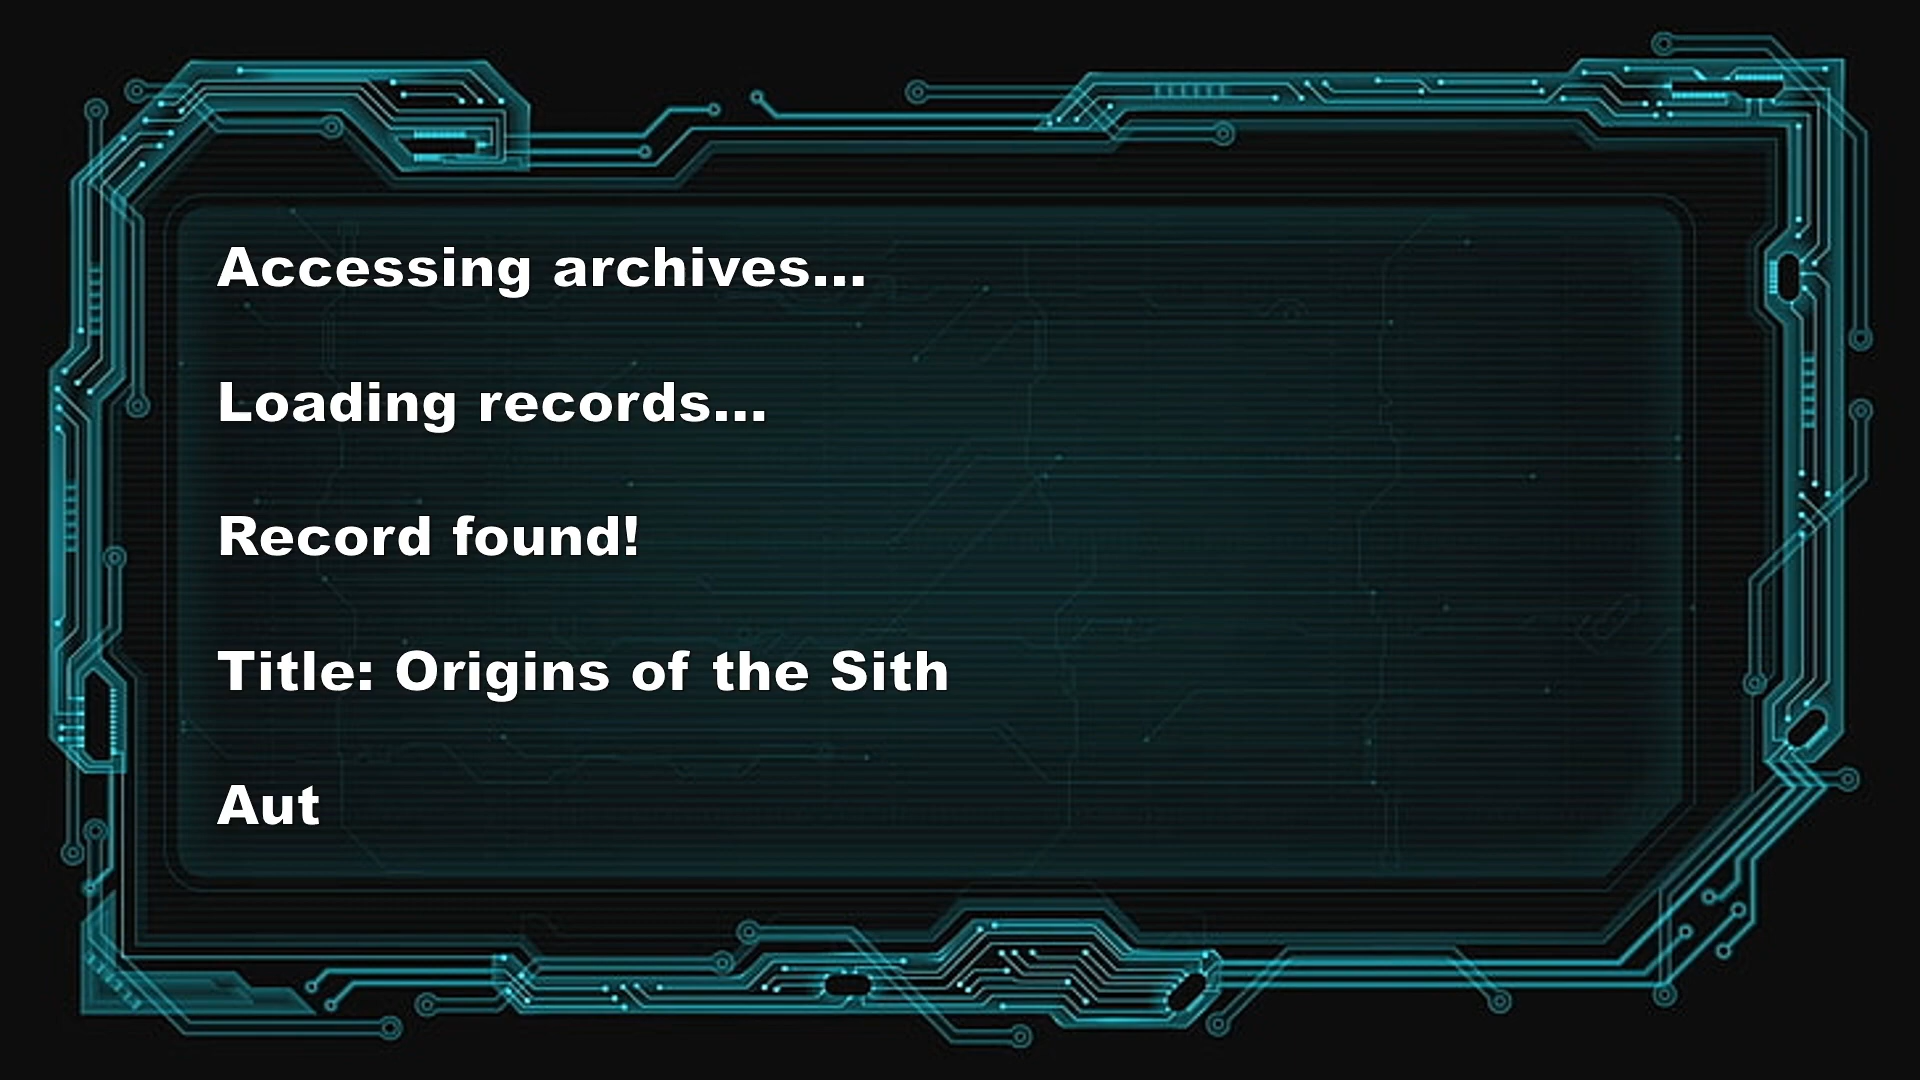 Accessing archives...
Loading records...
Record found!
Title: Origins of the Sith
Aut